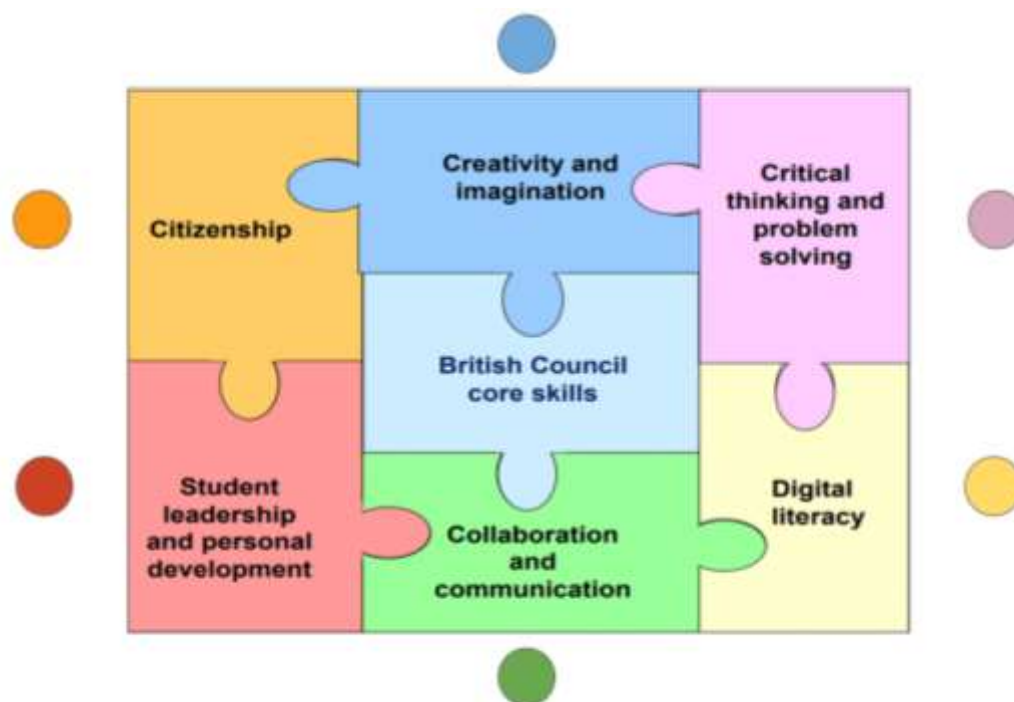 Citizenship
Creativity and
imagination
Critical
thinking and
problem
solving
British Council
core skills
Student
leadership
and personal
development
Collaboration
and
communication
Digital
literacy